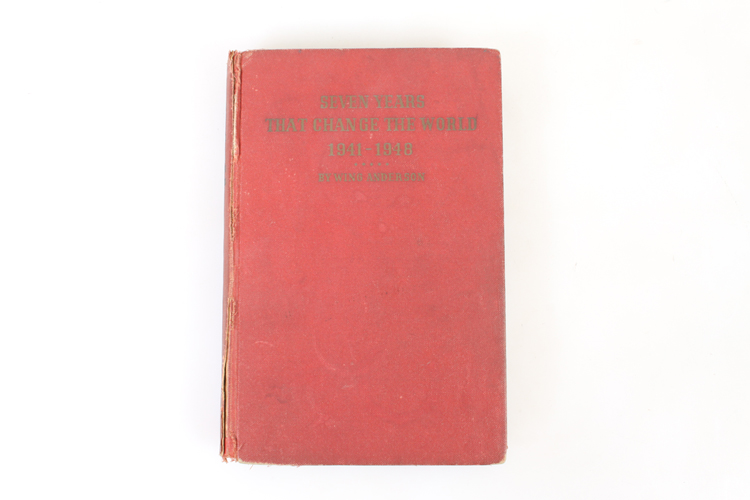 SEVEN YEARS
THAT CHANGE THE WORLD
1941-1948
BY WING ANDERSON